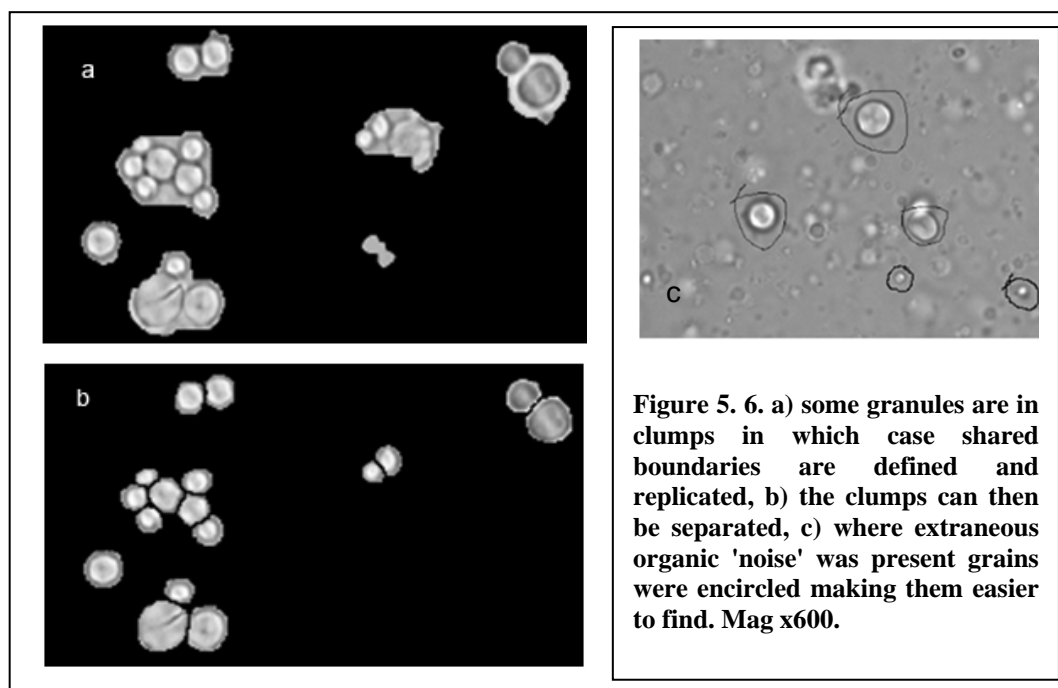 a
b
c
Figure 5. 6. a) some granules are in
clumps in which case shared
boundaries are defined and
replicated, b) the clumps can then
be separated, c) where extraneous
organic 'noise' was present grains
were encircled making them easier
to find. Mag x600.